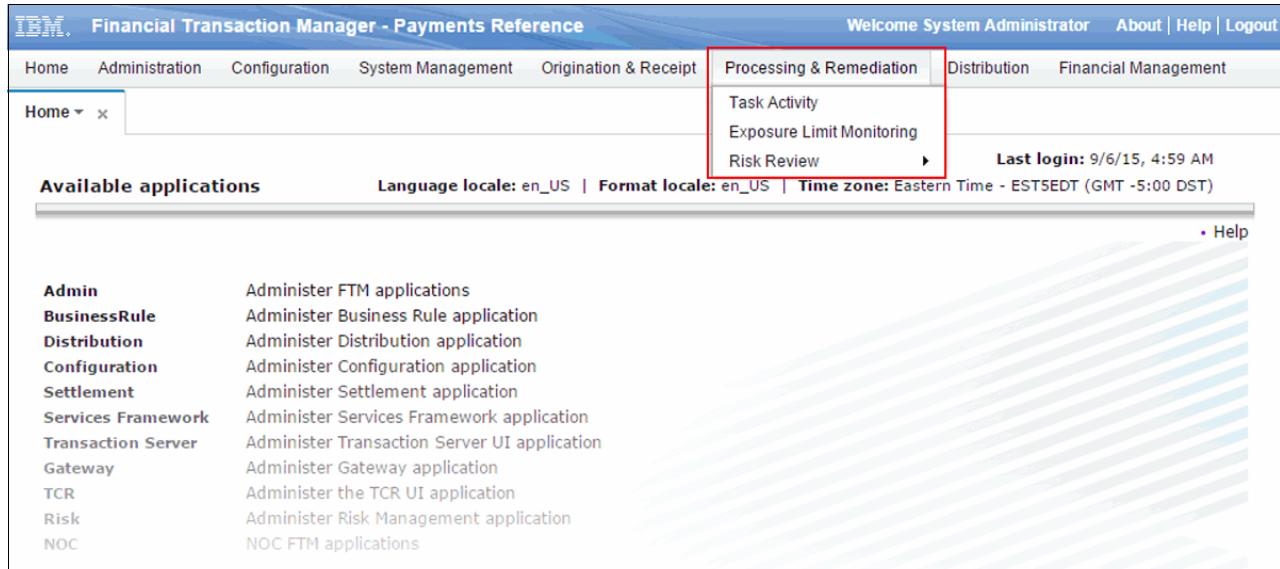 IBM. Financial Transaction Manager - Payments Reference Welcome System Administrator About | Help | Logout
Home Administration Configuration System Management Origination & Receipt Processing & Remediation Distribution Financial Management
Home
Task Activity
Exposure Limit Monitoring
Risk Review
Last login: 9/6/15, 4:59 AM
Available applications Language locale: en_US | Format locale: en_US | Time zone: Eastern Time - EST5EDT (GMT -5:00 DST)
• Help
Admin Administer FTM applications
BusinessRule Administer Business Rule application
Distribution Administer Distribution application
Configuration Administer Configuration application
Settlement Administer Settlement application
Services Framework Administer Services Framework application
Transaction Server Administer Transaction Server UI application
Gateway Administer Gateway application
TCR Administer the TCR UI application
Risk Administer Risk Management application
NOC NOC FTM applications